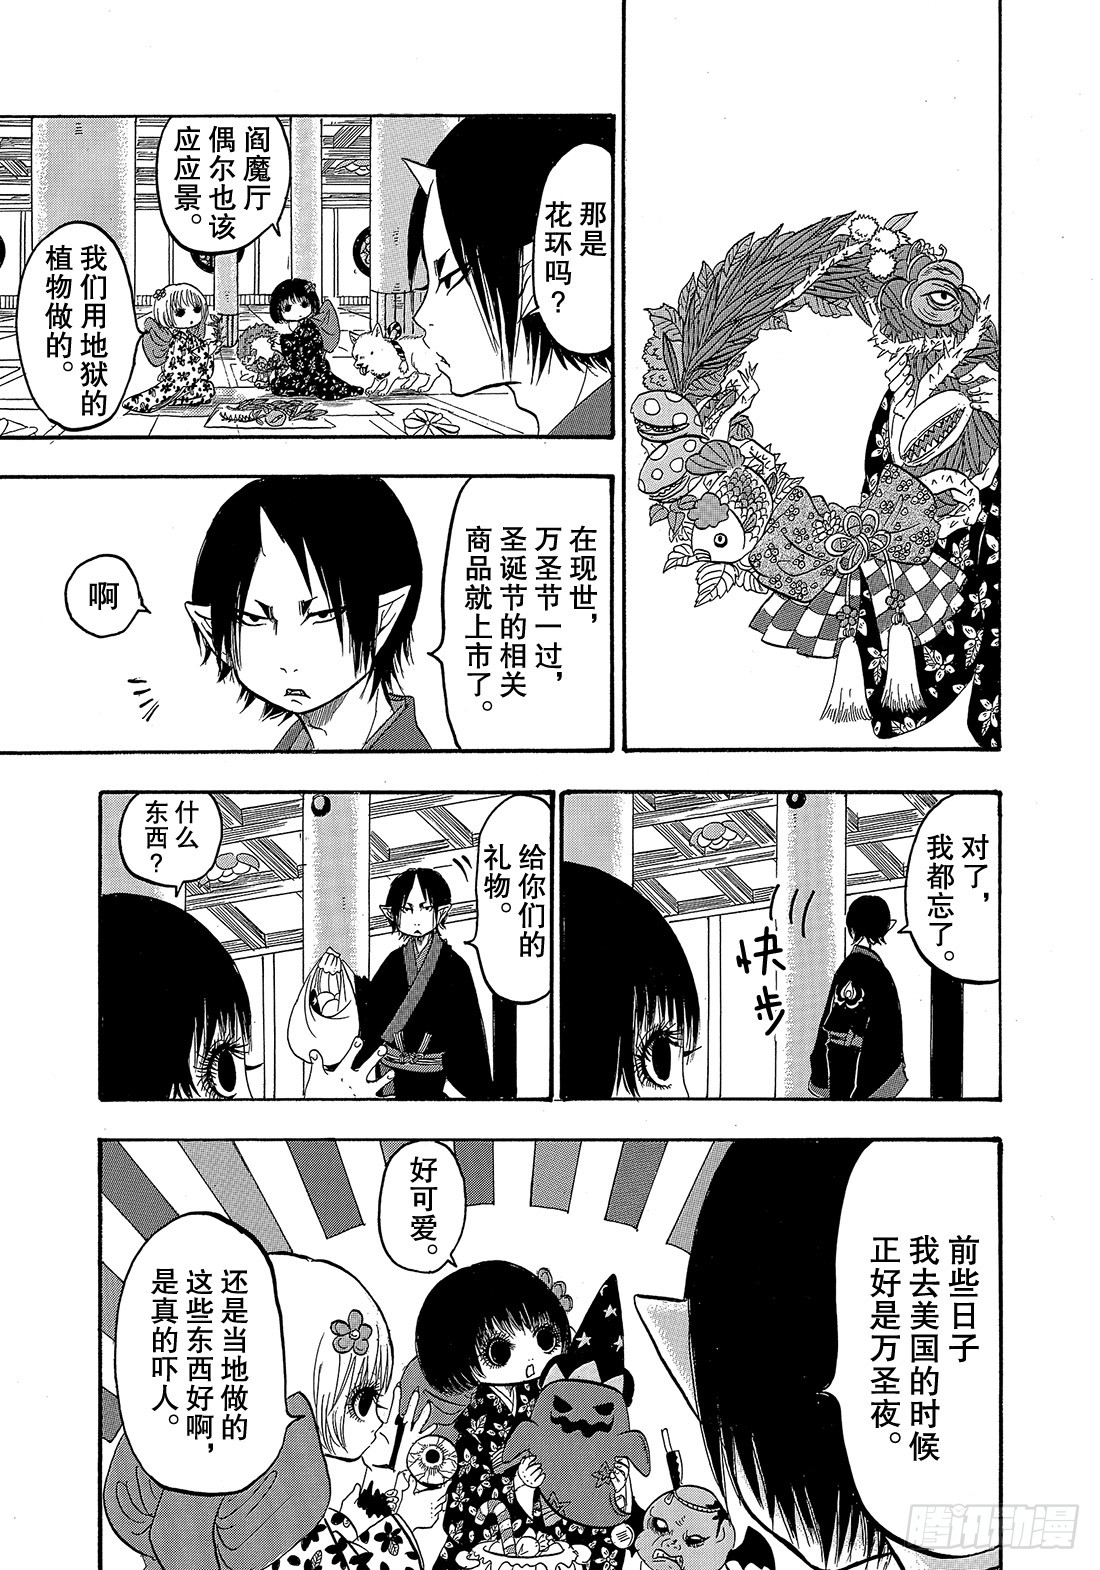 那是
花环吗？
阎魔厅
偶尔也该
应应景。
我们用地狱的
植物做的。
在现世，
万圣节一过，
圣诞节的相关
商品就上市了。
啊
对了，
我都忘了。
快步
给你们的
礼物。
什么
东西？
前些日子
我去美国的时候
正好是万圣夜。
好可爱。
还是当地做的
这些东西好啊，
是真的吓人。
腾讯动漫